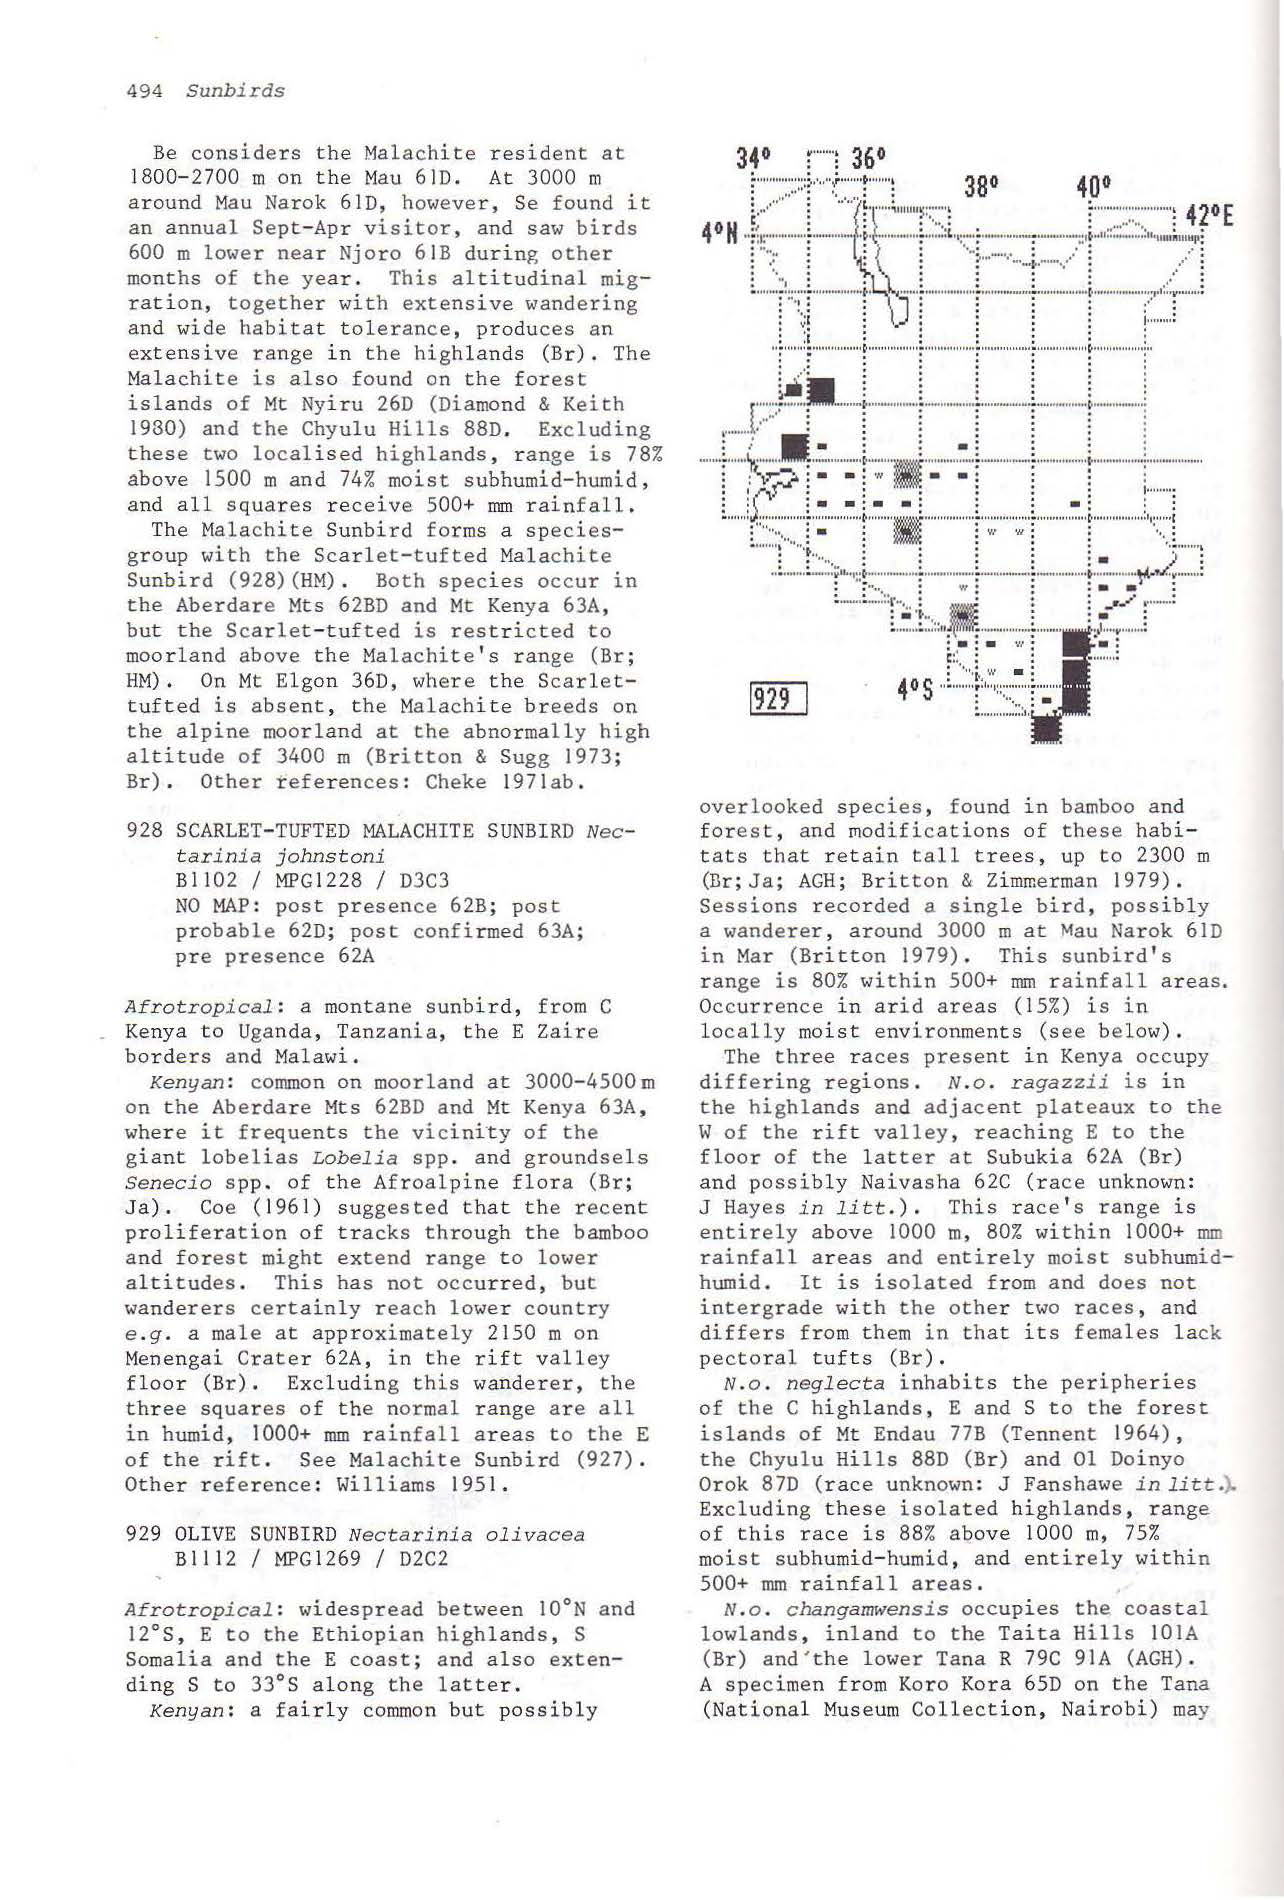 494 Sunbirds
Be considers the Malachite resident at
1800-2700 m on the Mau 61D. At 3000 m
around Mau Narok 61D, however, Se found it
an annual Sept-Apr visitor, and saw birds
600 m lower near Njoro 61B during other
months of the year. This altitudinal mig-
ration, together with extensive wandering
and wide habitat tolerance, produces an
extensive range in the highlands (Br). The
Malachite is also found on the forest
islands of Mt Nyiru 26D (Diamond & Keith
1980) and the Chyulu Hills 88D. Excluding
these two localised highlands, range is 78%
above 1500 m and 74% moist subhumid-humid,
and all squares receive 500+ mm rainfall.
The Malachite Sunbird forms a species-
group with the Scarlet-tufted Malachite
Sunbird (928)(HM). Both species occur in
the Aberdare Mts 62BD and Mt Kenya 63A,
but the Scarlet-tufted is restricted to
moorland above the Malachite's range (Br;
HM). On Mt Elgon 36D, where the Scarlet-
tufted is absent, the Malachite breeds on
the alpine moorland at the abnormally high
altitude of 3400 m (Britton & Sugg 1973;
Br). Other references: Cheke 1971ab.
928 SCARLET-TUFTED MALACHITE SUNBIRD Nec-
tarinia johnstoni
B1102 / MPG1228 / D3C3
NO MAP: post presence 62B; post
probable 62D; post confirmed 63A;
pre presence 62A
Afrotropical: a montane sunbird, from C
Kenya to Uganda, Tanzania, the E Zaire
borders and Malawi.
Kenyan: common on moorland at 3000-4500m
on the Aberdare Mts 62BD and Mt Kenya 63A,
where it frequents the vicinity of the
giant lobelias Lobelia spp. and groundsels
Senecio spp. of the Afroalpine flora (Br;
Ja). Coe (1961) suggested that the recent
proliferation of tracks through the bamboo
and forest might extend range to lower
altitudes. This has not occurred, but
wanderers certainly reach lower country
e.g. a male at approximately 2150 m on
Menengai Crater 62A, in the rift valley
floor (Br). Excluding this wanderer, the
three squares of the normal range are all
in humid, 1000+ mm rainfall areas to the E
of the rift. See Malachite Sunbird (927).
Other reference: Williams 1951.
929 OLIVE SUNBIRD Nectarinia olivacea
B1112 / MPG1269 / D2C2
Afrotropical: widespread between 10°N and
12°S, E to the Ethiopian highlands, S
Somalia and the E coast; and also exten-
ding S to 33°S along the latter.
Kenyan: a fairly common but possibly
34° 36°
38° 40°
42°E
4°N
4°S
929
overlooked species, found in bamboo and
forest, and modifications of these habi-
tats that retain tall trees, up to 2300 m
(Br; Ja; AGH; Britton & Zimmerman 1979).
Sessions recorded a single bird, possibly
a wanderer, around 3000 m at Mau Narok 61D
in Mar (Britton 1979). This sunbird's
range is 80% within 500+ mm rainfall areas.
Occurrence in arid areas (15%) is in
locally moist environments (see below).
The three races present in Kenya occupy
differing regions. N.o. ragazzii is in
the highlands and adjacent plateaux to the
W of the rift valley, reaching E to the
floor of the latter at Subukia 62A (Br)
and possibly Naivasha 62C (race unknown:
J Hayes in litt.). This race's range is
entirely above 1000 m, 80% within 1000+ mm
rainfall areas and entirely moist subhumid-
humid. It is isolated from and does not
intergrade with the other two races, and
differs from them in that its females lack
pectoral tufts (Br).
N.o. neglecta inhabits the peripheries
of the C highlands, E and S to the forest
islands of Mt Endau 77B (Tennent 1964),
the Chyulu Hills 88D (Br) and Ol Doinyo
Orok 87D (race unknown: J Fanshawe in litt.).
Excluding these isolated highlands, range
of this race is 88% above 1000 m, 75%
moist subhumid-humid, and entirely within
500+ mm rainfall areas.
N.o. changamwensis occupies the coastal
lowlands, inland to the Taita Hills 101A
(Br) and the lower Tana R 79C 91A (AGH).
A specimen from Koro Kora 65D on the Tana
(National Museum Collection, Nairobi) may